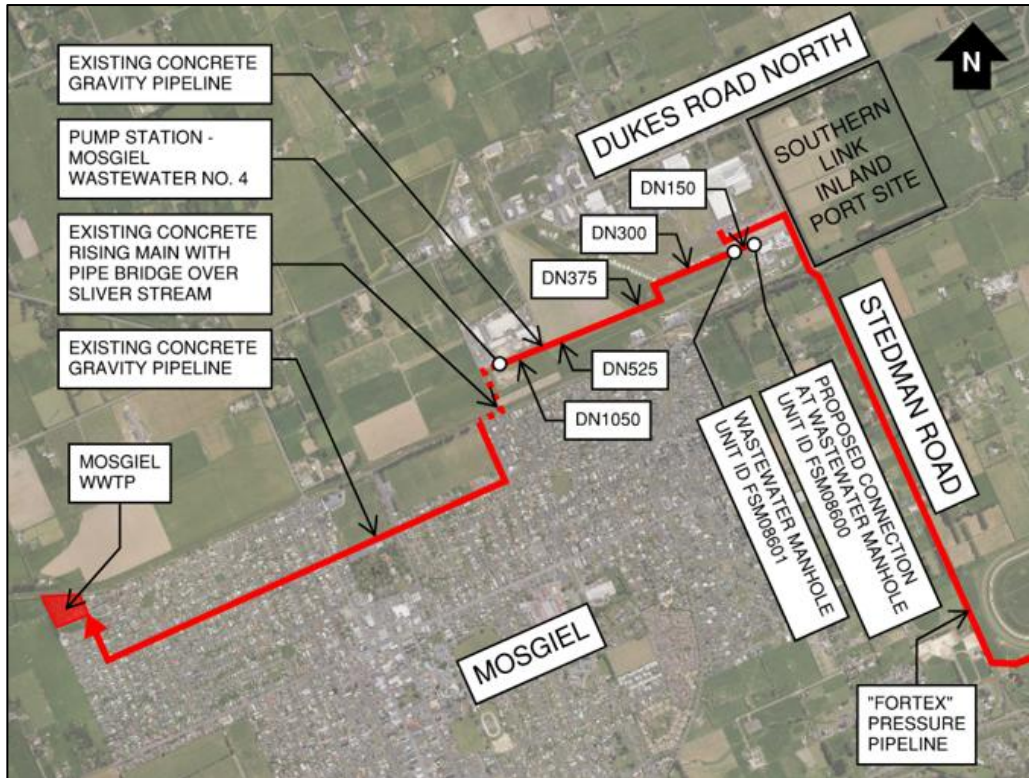 EXISTING CONCRETE
GRAVITY PIPELINE
PUMP STATION -
MOSGIEL
WASTEWATER NO. 4
EXISTING CONCRETE
RISING MAIN WITH
PIPE BRIDGE OVER
SLIVER STREAM
EXISTING CONCRETE
GRAVITY PIPELINE
MOSGIEL
WWTP
DUKES ROAD NORTH
N
SOUTHERN
LINK
INLAND
PORT SITE
DN150
DN300
DN375
DN525
DN1050
STEDMAN ROAD
WASTEWATER MANHOLE
UNIT ID FSM08601
PROPOSED CONNECTION
AT WASTEWATER MANHOLE
UNIT ID FSM08600
MOSGIEL
"FORTEX"
PRESSURE
PIPELINE